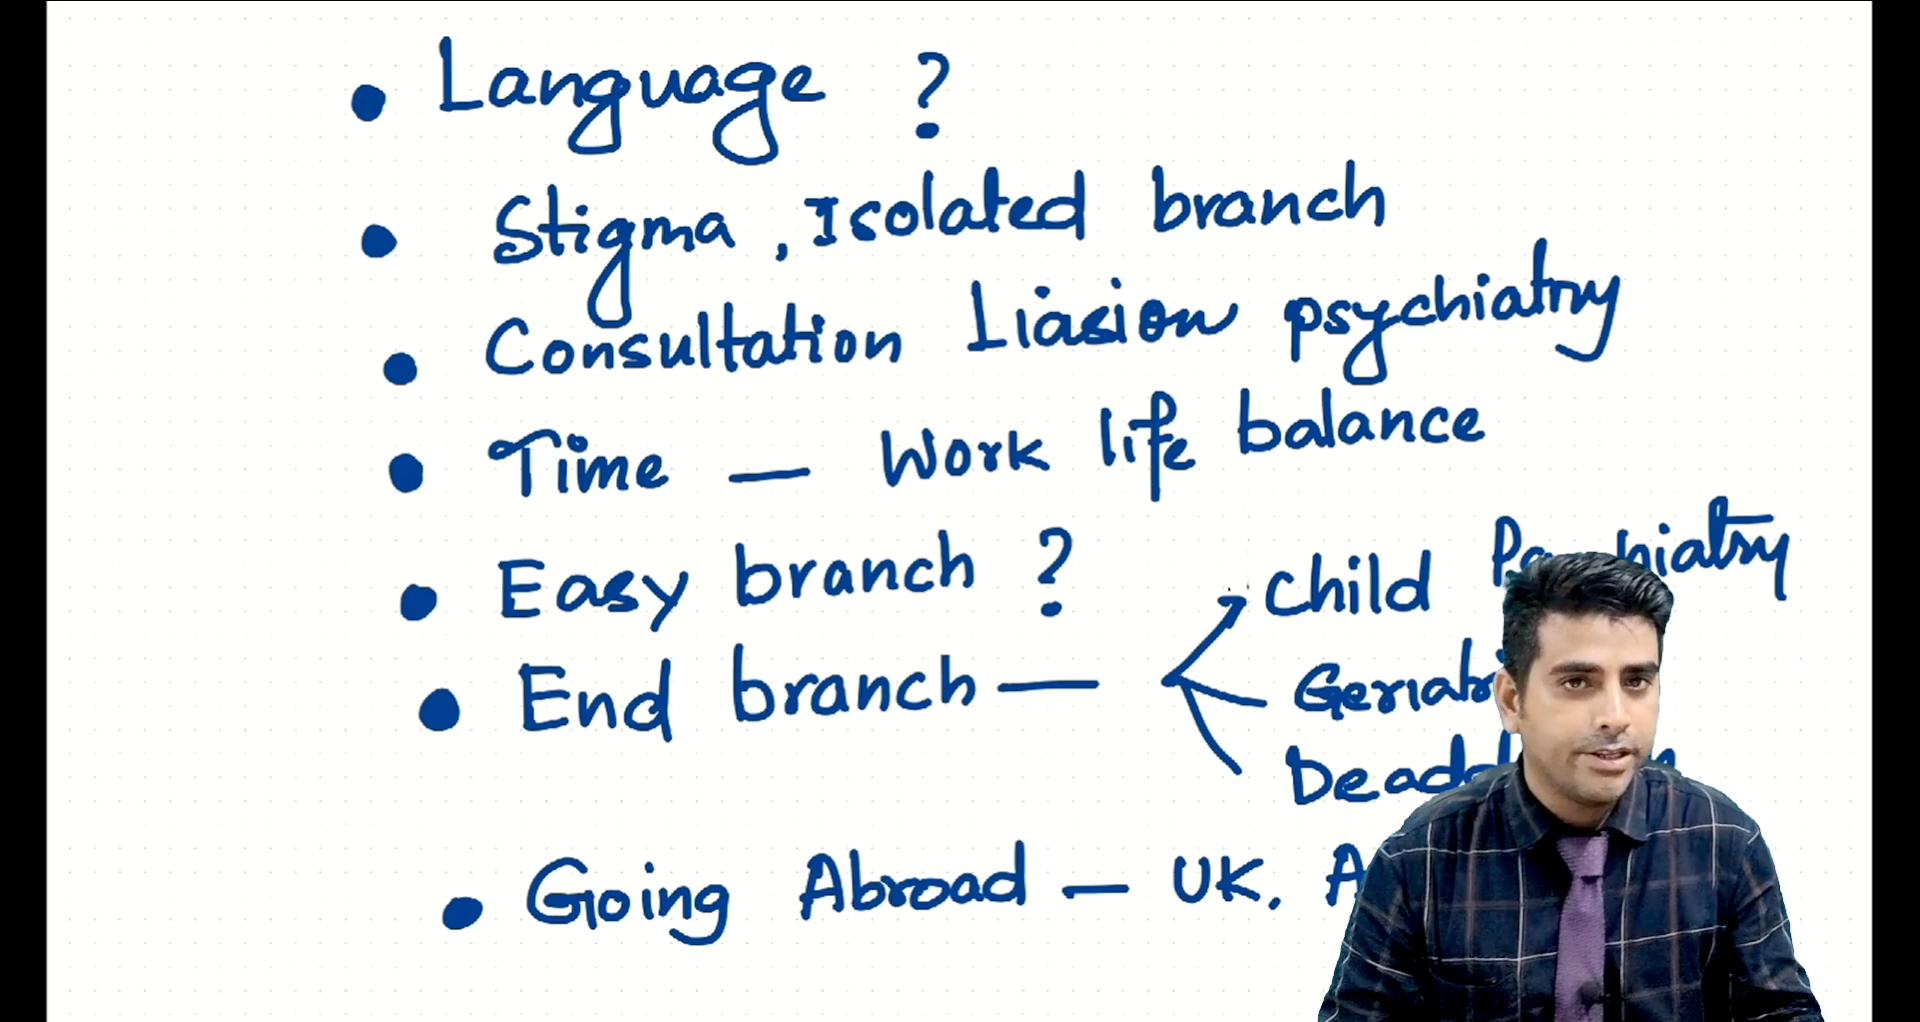 • Language ?
• Stigma, Isolated branch
• Consultation Liasion psychiatry
• Time — Work life balance
• Easy branch ?
• End branch —
Child
• Going Abroad — UK,